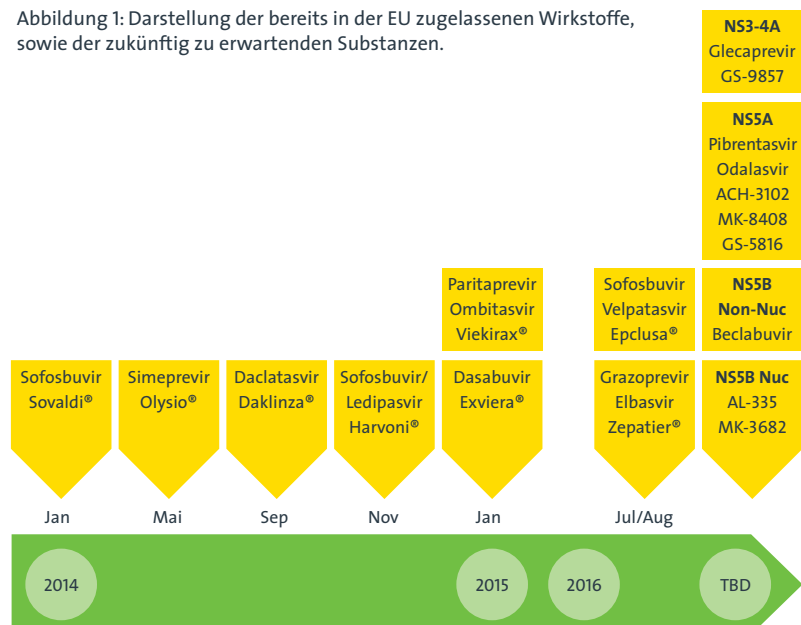 Abbildung 1: Darstellung der bereits in der EU zugelassenen Wirkstoffe,
sowie der zukünftig zu erwartenden Substanzen.
NS3-4A
Glecaprevir
GS-9857
NS5A
Pibrentasvir
Odalasvir
ACH-3102
MK-8408
GS-5816
Paritaprevir
Ombitasvir
Viekirax®
Sofosbuvir
Velpatasvir
Epclusa®
NS5B
Non-Nuc
Beclabuvir
Sofosbuvir
Sovaldi®
Simeprevir
Olysio®
Daclatasvir
Daklinza®
Sofosbuvir/
Ledipasvir
Harvoni®
Dasabuvir
Exviera®
Grazoprevir
Elbasvir
Zepatier®
NS5B Nuc
AL-335
MK-3682
Jan
Mai
Sep
Nov
Jan
Jul/Aug
2014
2015
2016
TBD